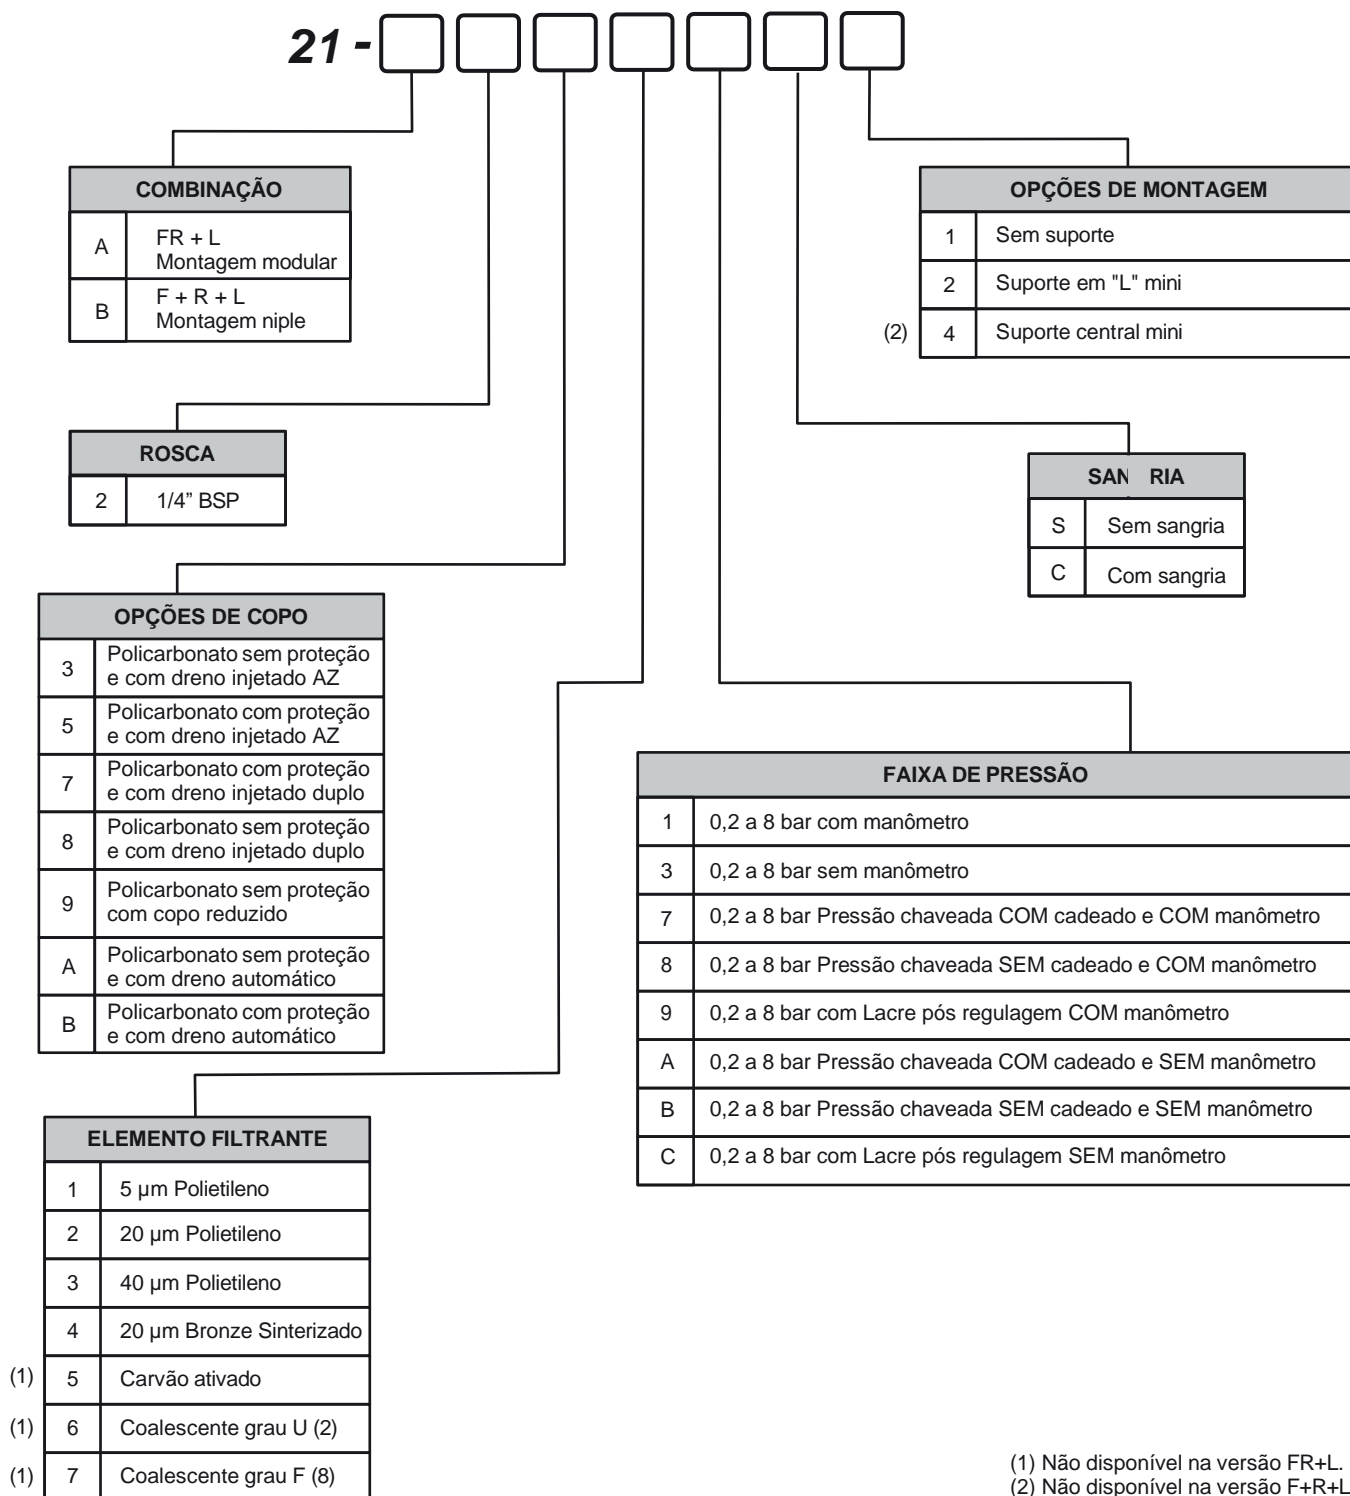 21 -
COMBINAÇÃO
A
FR + L
Montagem modular
B
F + R + L
Montagem niple
OPÇÕES DE MONTAGEM
1 Sem suporte
2 Suporte em "L" mini
(2) 4 Suporte central mini
ROSCA
2 1/4” BSP
SAN RIA
S Sem sangria
C Com sangria
OPÇÕES DE COPO
3
Policarbonato sem proteção
e com dreno injetado AZ
5
Policarbonato com proteção
e com dreno injetado AZ
7
Policarbonato com proteção
e com dreno injetado duplo
8
Policarbonato sem proteção
e com dreno injetado duplo
9
Policarbonato sem proteção
com copo reduzido
A
Policarbonato sem proteção
e com dreno automático
B
Policarbonato com proteção
e com dreno automático
FAIXA DE PRESSÃO
1 0,2 a 8 bar com manômetro
3 0,2 a 8 bar sem manômetro
7 0,2 a 8 bar Pressão chaveada COM cadeado e COM manômetro
8 0,2 a 8 bar Pressão chaveada SEM cadeado e COM manômetro
9 0,2 a 8 bar com Lacre pós regulagem COM manômetro
A 0,2 a 8 bar Pressão chaveada COM cadeado e SEM manômetro
B 0,2 a 8 bar Pressão chaveada SEM cadeado e SEM manômetro
C 0,2 a 8 bar com Lacre pós regulagem SEM manômetro
ELEMENTO FILTRANTE
1 5 µm Polietileno
2 20 µm Polietileno
3 40 µm Polietileno
4 20 µm Bronze Sinterizado
(1) 5 Carvão ativado
(1) 6 Coalescente grau U (2)
(1) 7 Coalescente grau F (8)
(1) Não disponível na versão FR+L.
(2) Não disponível na versão F+R+L